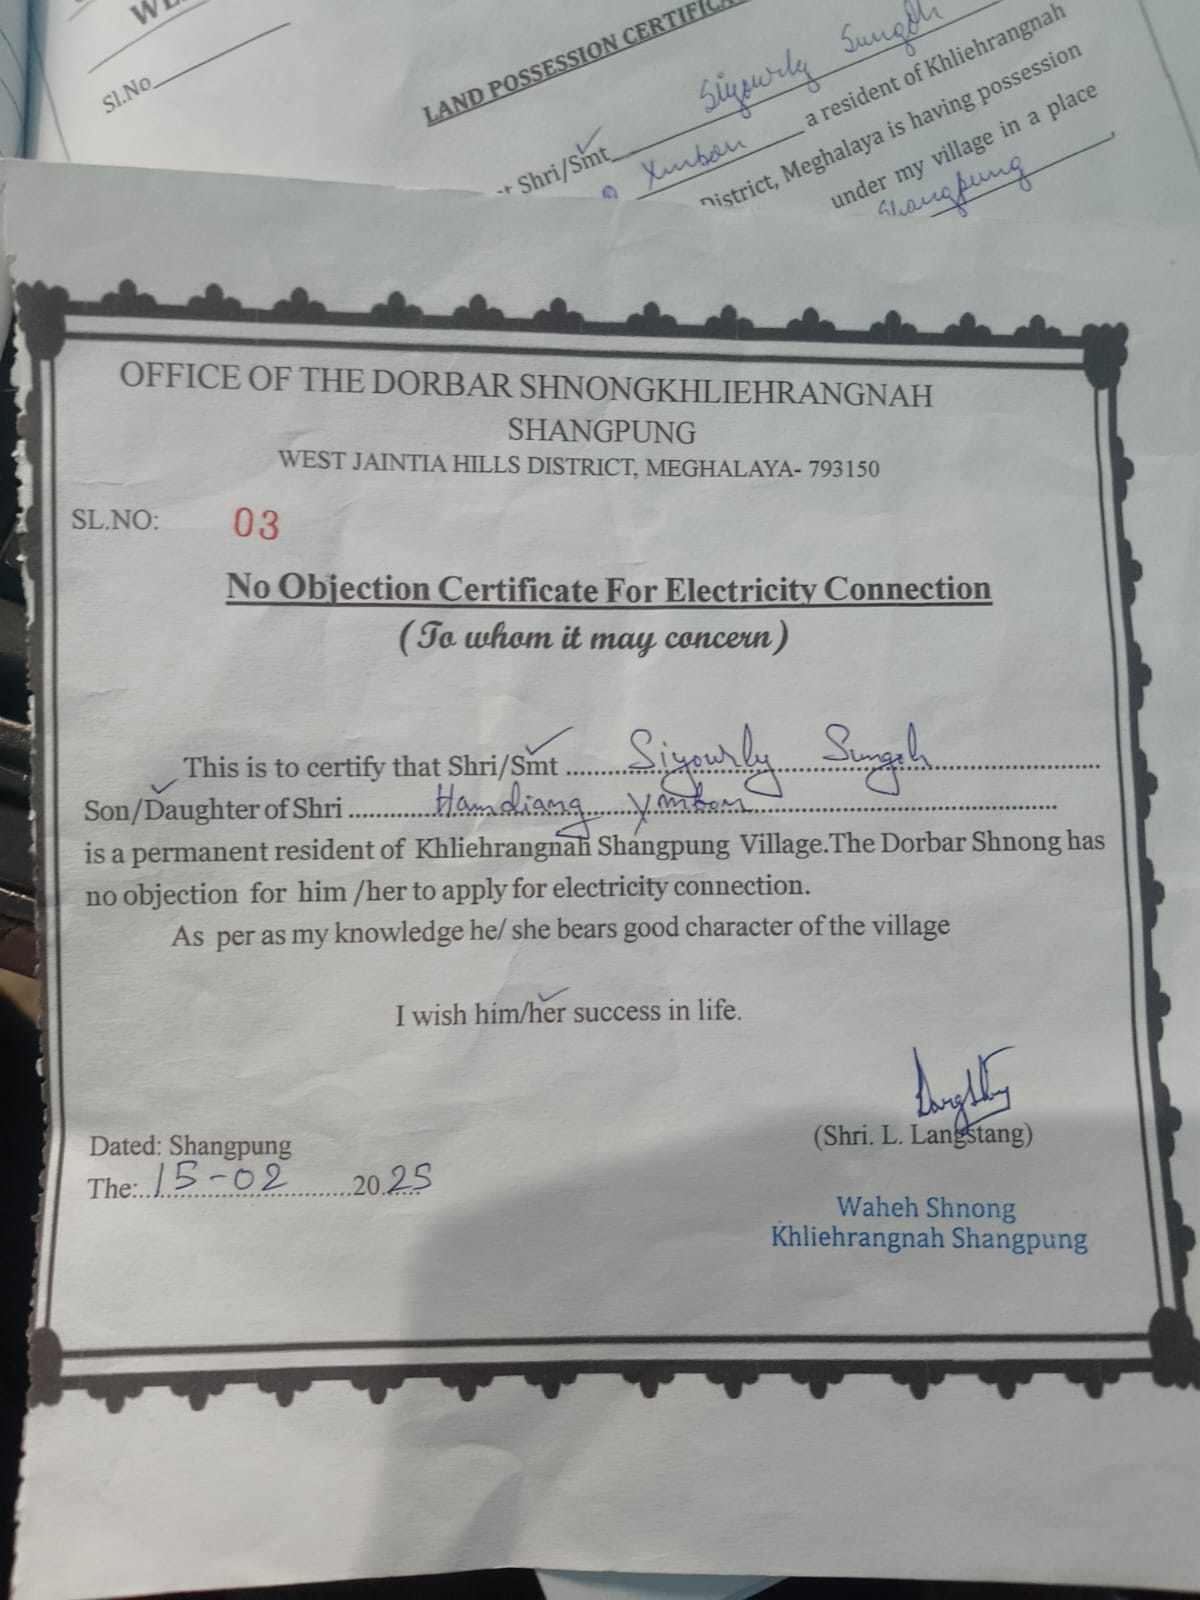 Sl.No
LAND POSSESSION
Shri/Smt Siyourly Sungoh
Ymbon a resident of Khliehrangnah
District, Meghalaya is having possession
under my village in a place
Shangpung
OFFICE OF THE DORBAR SHNONGKHLIEHRANGNAH
SHANGPUNG
WEST JAINTIA HILLS DISTRICT, MEGHALAYA- 793150
SL.NO: 03
No Objection Certificate For Electricity Connection
(To whom it may concern)
This is to certify that Shri/Smt Siyourly Sungoh
Son/Daughter of Shri Hamdiang Ymbon
is a permanent resident of Khliehrangnah Shangpung Village.The Dorbar Shnong has
no objection for him /her to apply for electricity connection.
As per as my knowledge he/ she bears good character of the village
I wish him/her success in life.
(Shri. L. Langstang)
Dated: Shangpung
The: 15-02 2025
Waheh Shnong
Khliehrangnah Shangpung